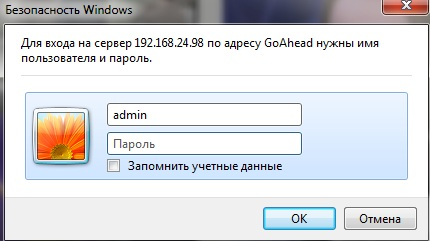 Безопасность Windows
Для входа на сервер 192.168.24.98 по адресу GoAhead нужны имя
пользователя и пароль.
admin
Пароль
Запомнить учетные данные
ОК
Отмена